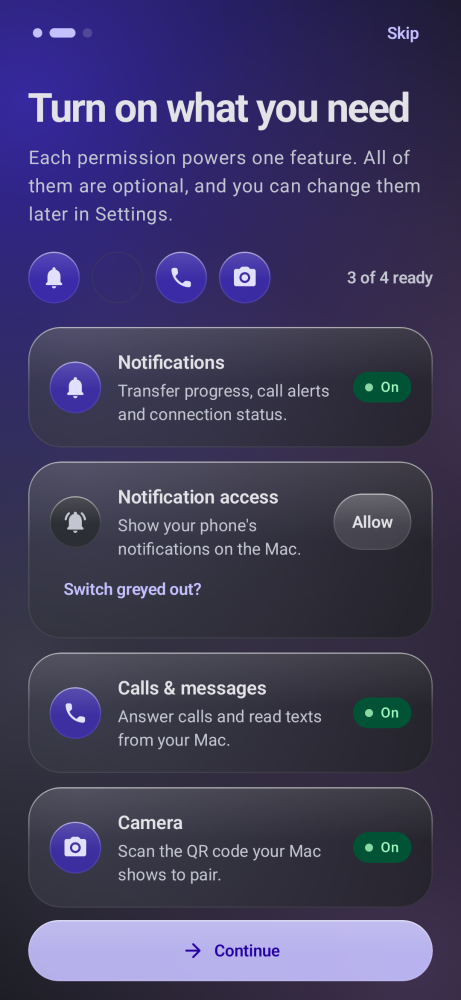 Skip
Turn on what you need
Each permission powers one feature. All of
them are optional, and you can change them
later in Settings.
3 of 4 ready
Notifications
Transfer progress, call alerts
and connection status.
On
Notification access
Show your phone's
notifications on the Mac.
Allow
Switch greyed out?
Calls & messages
Answer calls and read texts
from your Mac.
On
Camera
Scan the QR code your Mac
shows to pair.
On
Continue